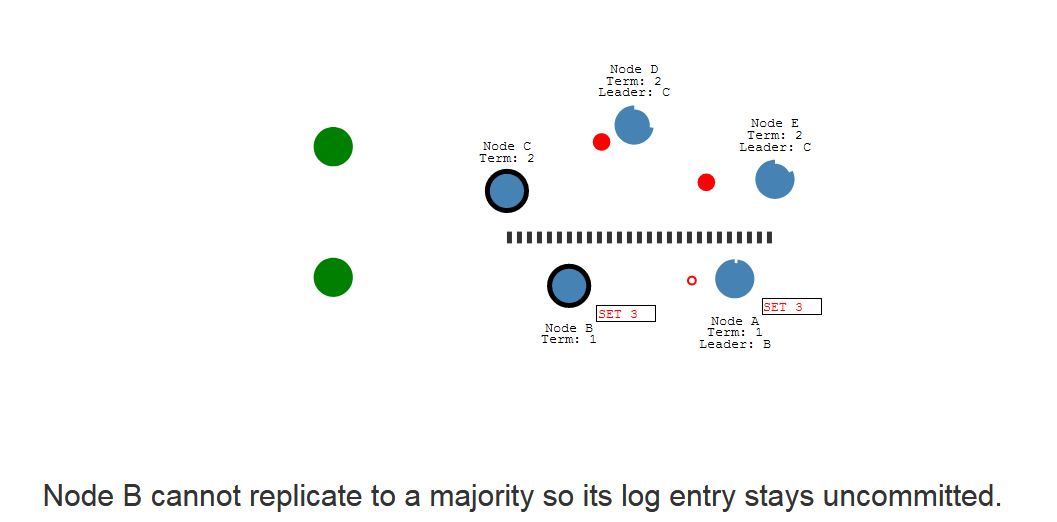 Node D
Term: 2
Leader: C
Node E
Term: 2
Leader: C
Node C
Term: 2
SET 3
Node B
Term: 1
SET 3
Node A
Term: 1
Leader: B
Node B cannot replicate to a majority so its log entry stays uncommitted.